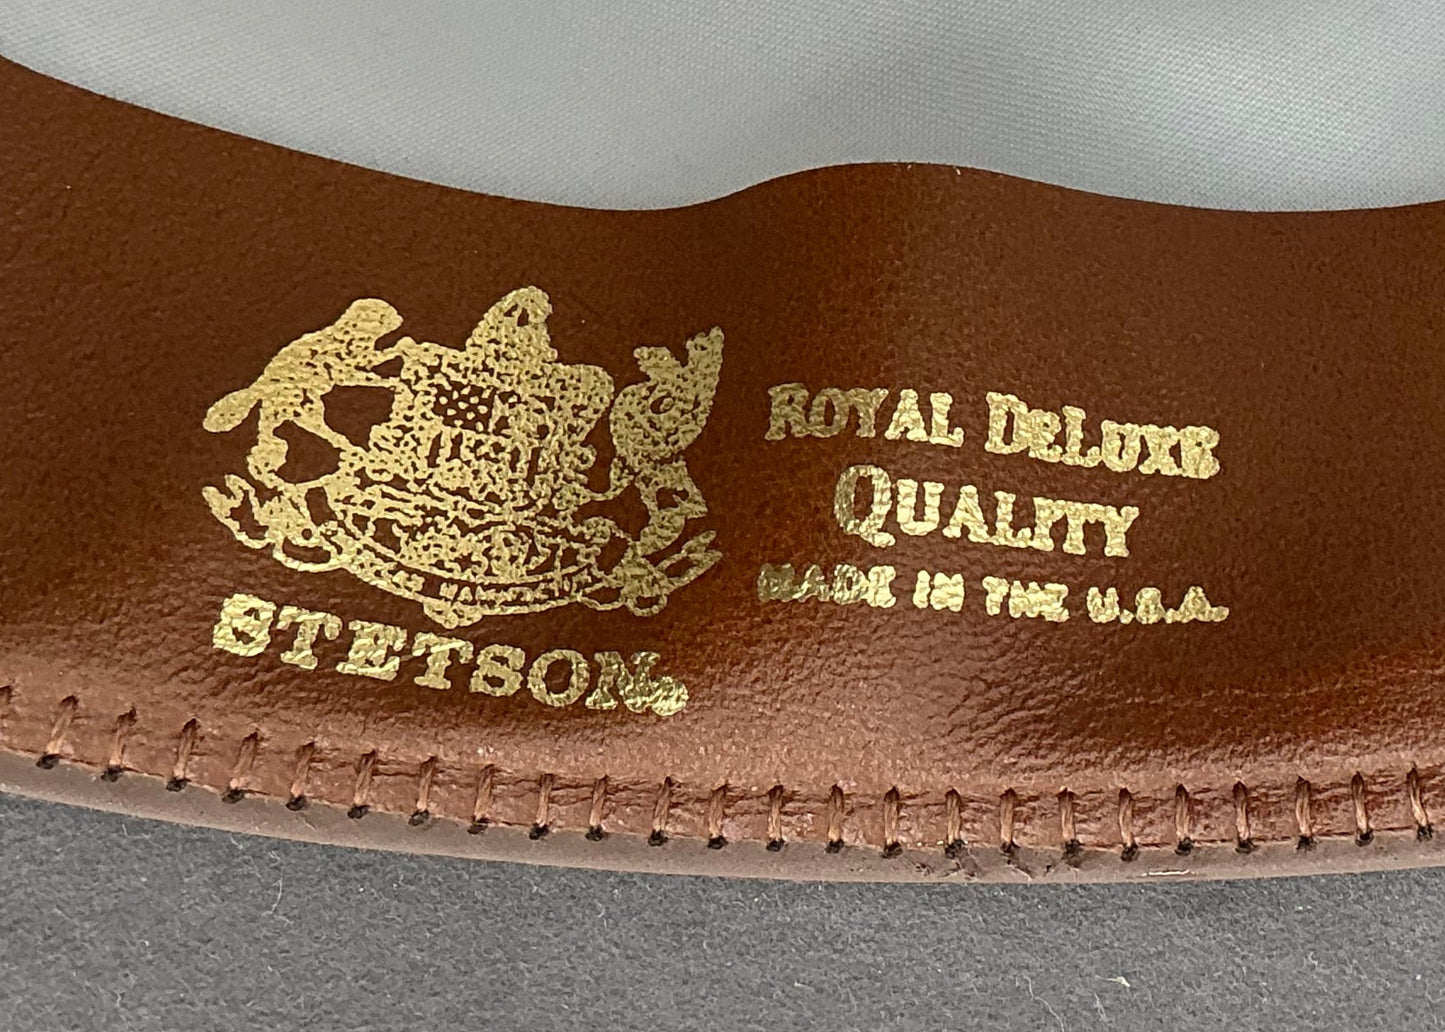 STETSON®
ROYAL DELUXE
QUALITY
MADE IN THE U.S.A.